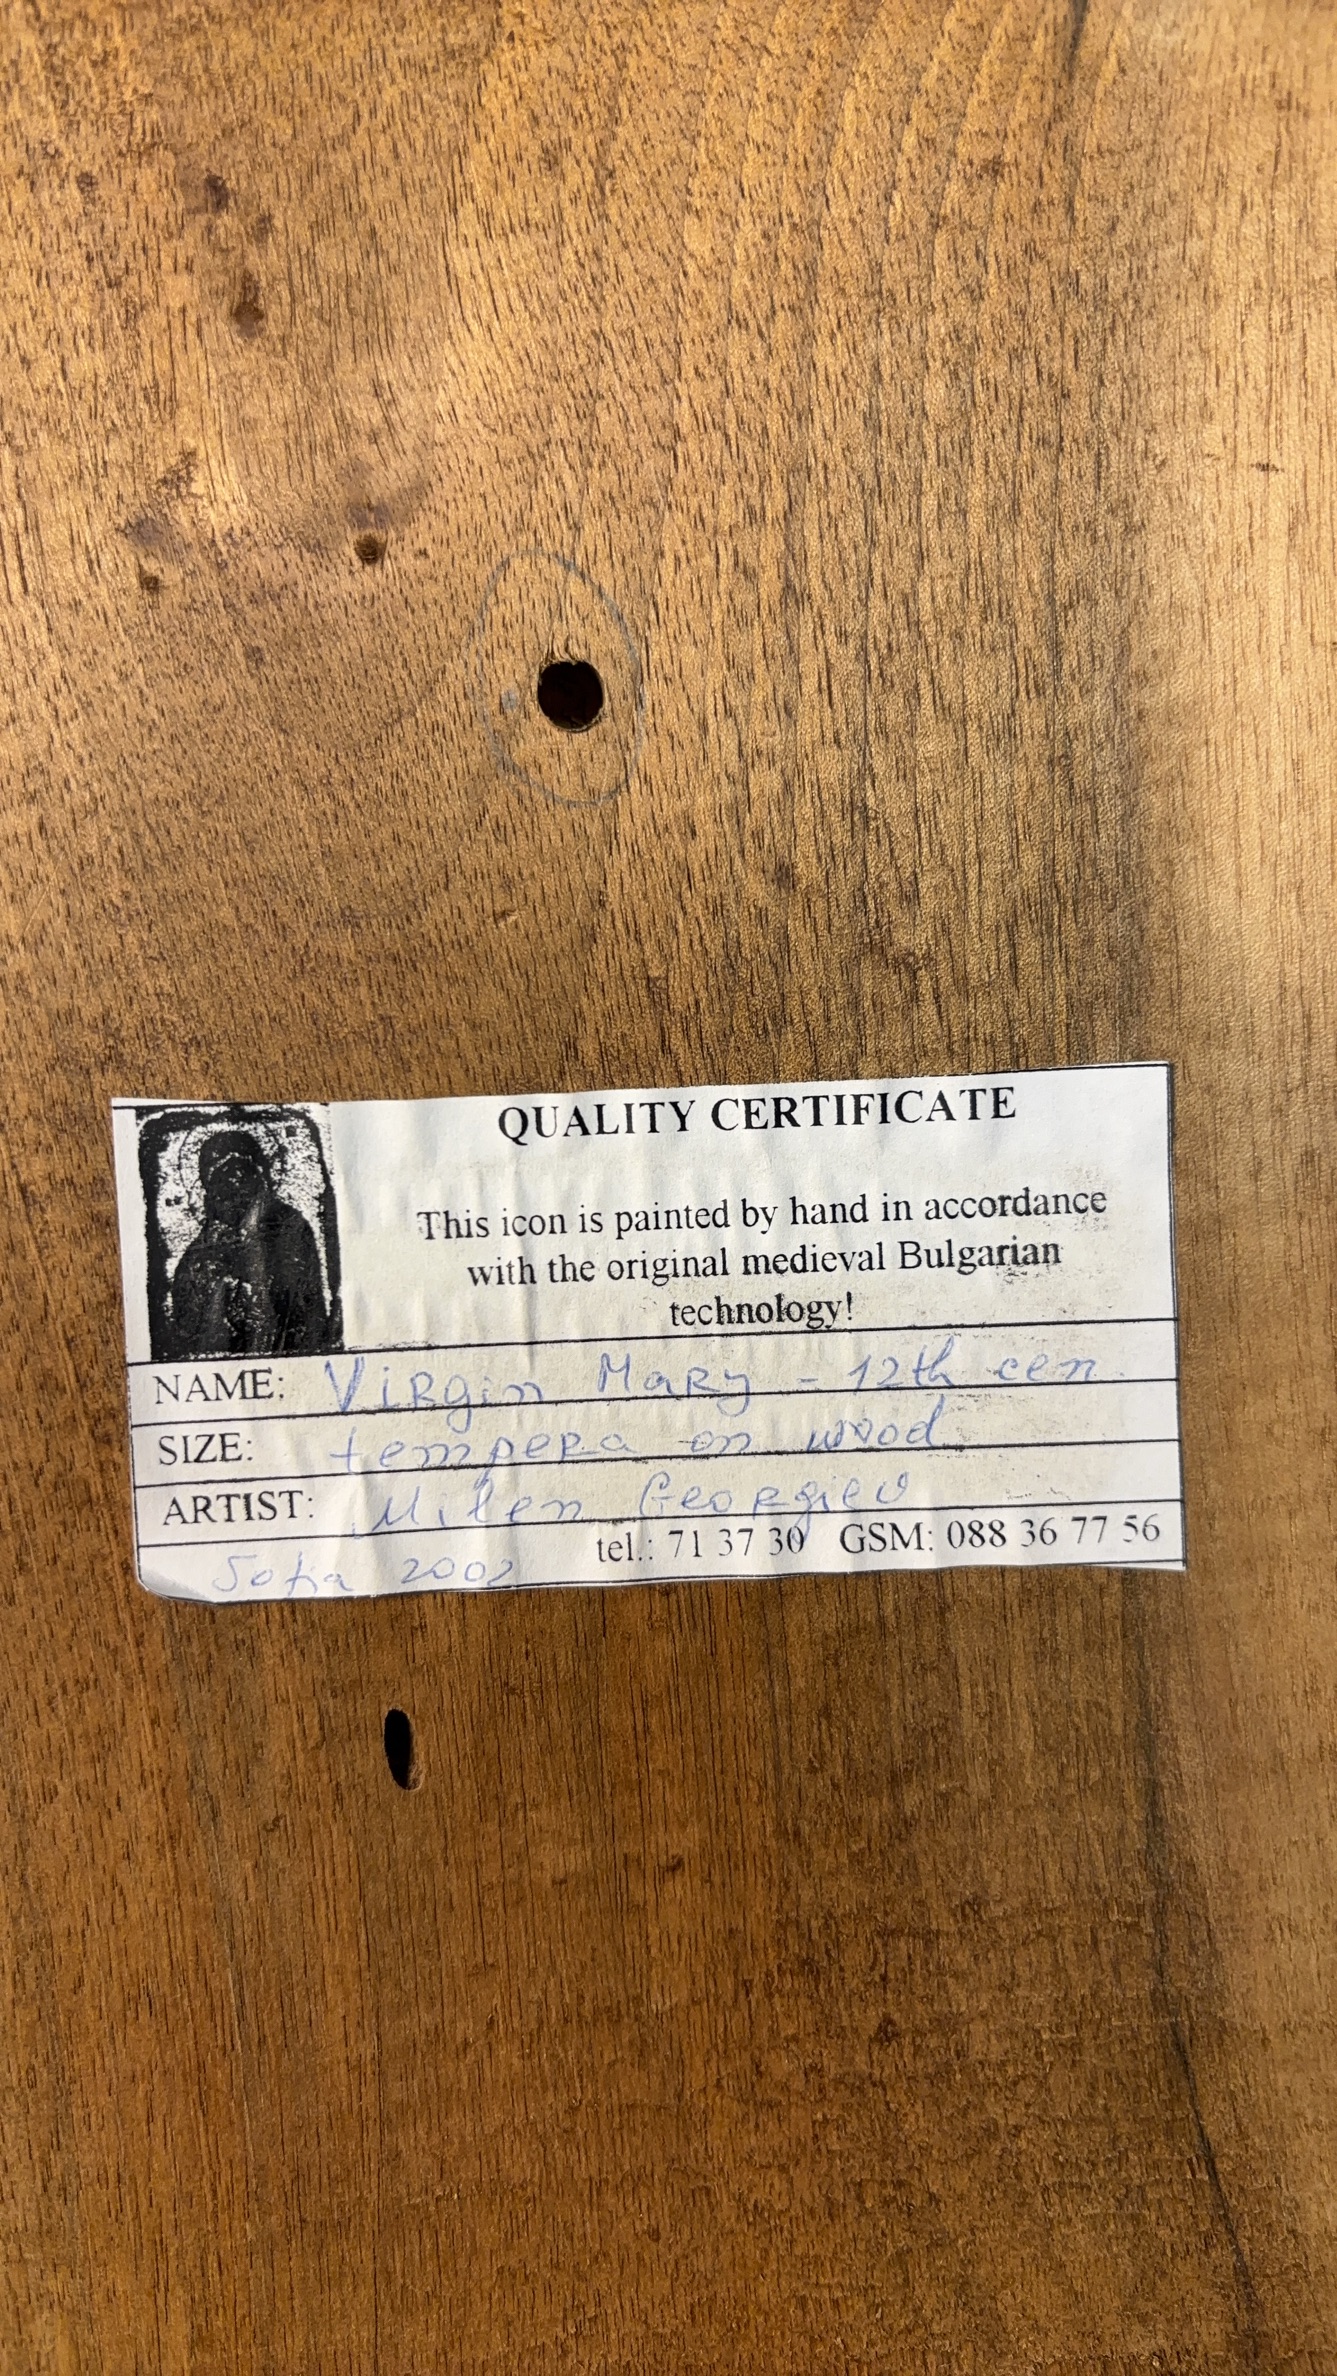 QUALITY CERTIFICATE
This icon is painted by hand in accordance
with the original medieval Bulgarian
technology!
NAME: Virgin Mary - 12th cen
SIZE: tempera on wood
ARTIST: Milen Georgiev
tel.: 71 37 30 GSM: 088 36 77 56
Sofia 2002